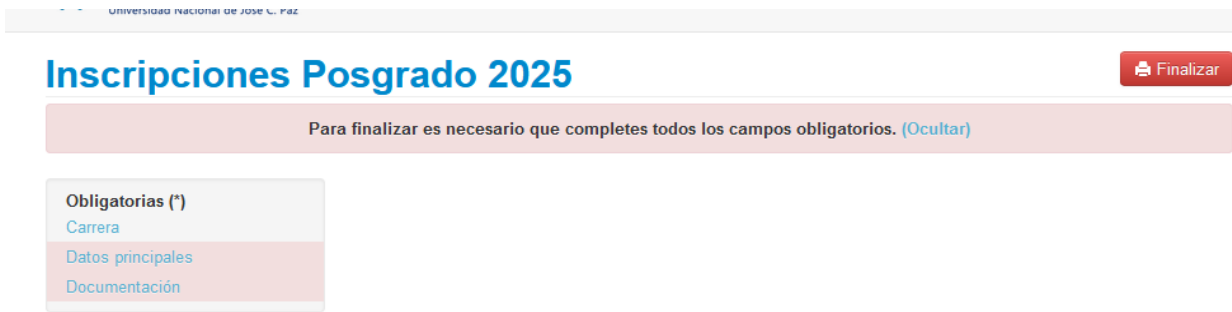 Universidad Nacional de José C. Paz
Inscripciones Posgrado 2025
Finalizar
Para finalizar es necesario que completes todos los campos obligatorios. (Ocultar)
Obligatorias (*)
Carrera
Datos principales
Documentación